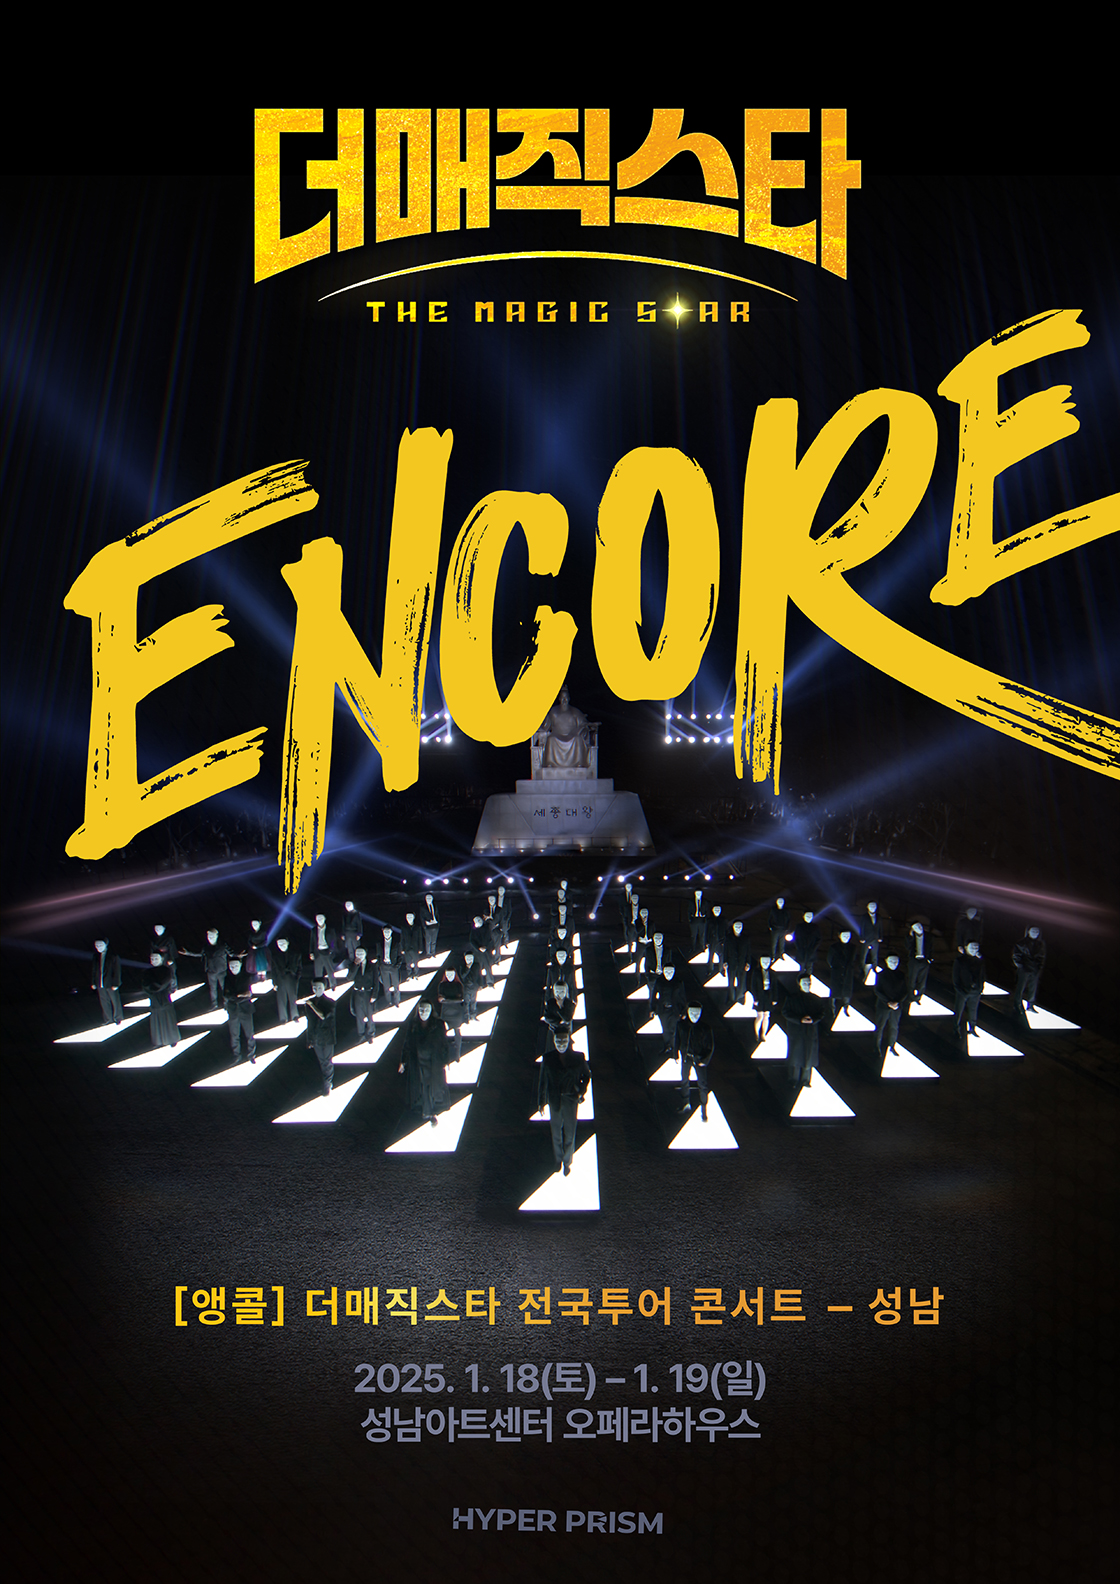 더매직스타
THE MAGIC STAR
ENCORE
세종대왕
[앵콜] 더매직스타 전국투어 콘서트 – 성남
2025. 1. 18(토) – 1. 19(일)
성남아트센터 오페라하우스
HYPER PRISM